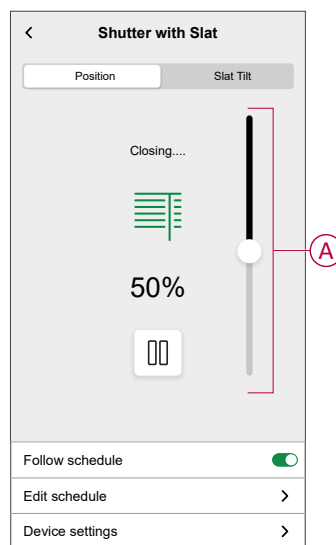 Shutter with Slat
Position Slat Tilt
Closing....
A
50%
Follow schedule
Edit schedule
Device settings